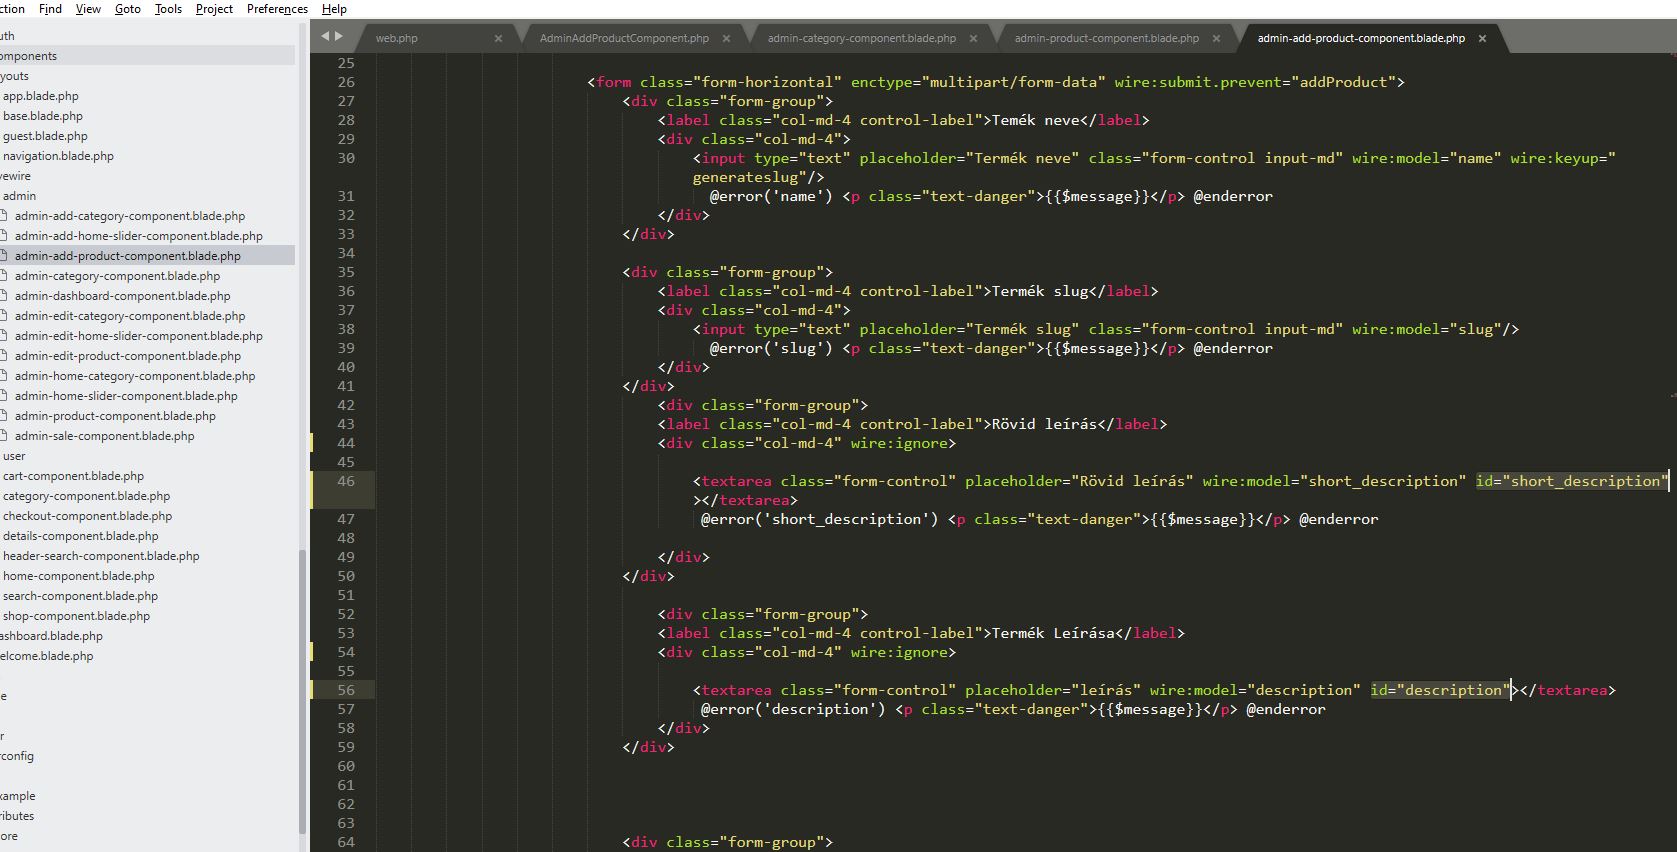 ction Find View Goto Tools Project Preferences Help
uth
omponents
youts
app.blade.php
base.blade.php
guest.blade.php
navigation.blade.php
vewire
admin
admin-add-category-component.blade.php
admin-add-home-slider-component.blade.php
admin-add-product-component.blade.php
admin-category-component.blade.php
admin-dashboard-component.blade.php
admin-edit-category-component.blade.php
admin-edit-home-slider-component.blade.php
admin-edit-product-component.blade.php
admin-home-category-component.blade.php
admin-home-slider-component.blade.php
admin-product-component.blade.php
admin-sale-component.blade.php
user
cart-component.blade.php
category-component.blade.php
checkout-component.blade.php
details-component.blade.php
header-search-component.blade.php
home-component.blade.php
search-component.blade.php
shop-component.blade.php
ashboard.blade.php
elcome.blade.php
e
r
rconfig
xample
ributes
ore
web.php × AdminAddProductComponent.php × admin-category-component.blade.php × admin-product-component.blade.php × admin-add-product-component.blade.php ×
25
26 <form class="form-horizontal" enctype="multipart/form-data" wire:submit.prevent="addProduct">
27 <div class="form-group">
28 <label class="col-md-4 control-label">Temék neve</label>
29 <div class="col-md-4">
30 <input type="text" placeholder="Termék neve" class="form-control input-md" wire:model="name" wire:keyup="
generateslug"/>
31 @error('name') <p class="text-danger">{{$message}}</p> @enderror
32 </div>
33 </div>
34
35 <div class="form-group">
36 <label class="col-md-4 control-label">Termék slug</label>
37 <div class="col-md-4">
38 <input type="text" placeholder="Termék slug" class="form-control input-md" wire:model="slug"/>
39 @error('slug') <p class="text-danger">{{$message}}</p> @enderror
40 </div>
41 </div>
42 <div class="form-group">
43 <label class="col-md-4 control-label">Rövid leírás</label>
44 <div class="col-md-4" wire:ignore>
45
46 <textarea class="form-control" placeholder="Rövid leírás" wire:model="short_description" id="short_description"
></textarea>
47 @error('short_description') <p class="text-danger">{{$message}}</p> @enderror
48
49 </div>
50 </div>
51
52 <div class="form-group">
53 <label class="col-md-4 control-label">Termék Leírása</label>
54 <div class="col-md-4" wire:ignore>
55
56 <textarea class="form-control" placeholder="leírás" wire:model="description" id="description"></textarea>
57 @error('description') <p class="text-danger">{{$message}}</p> @enderror
58 </div>
59 </div>
60
61
62
63
64 <div class="form-group">